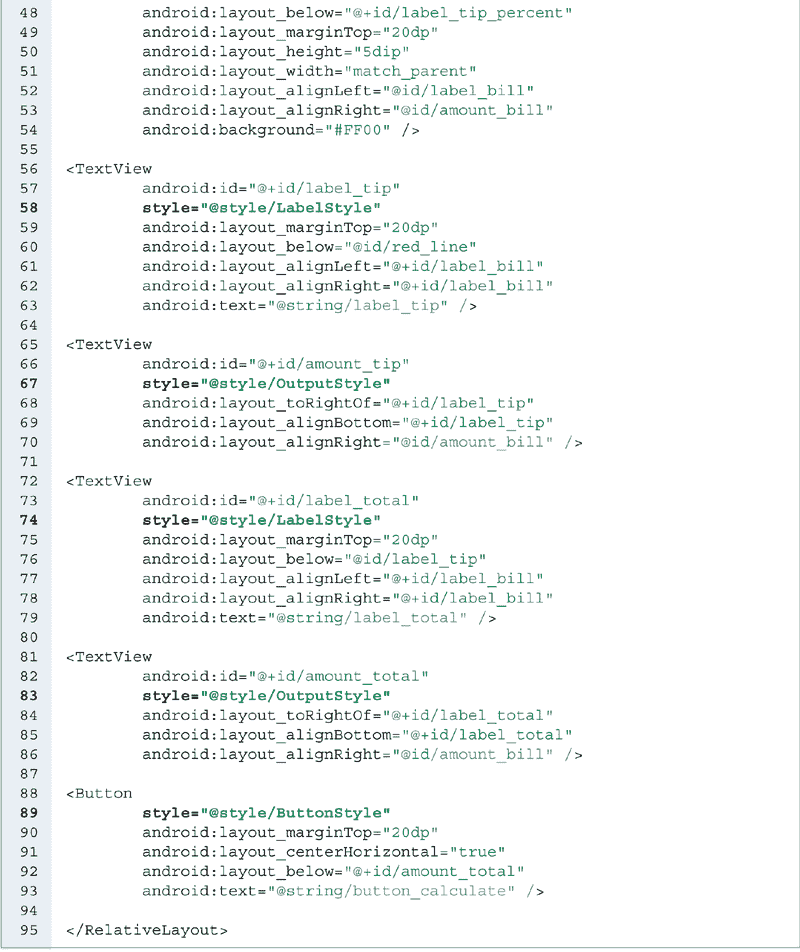 48 android:layout_below="@+id/label_tip_percent"
49 android:layout_marginTop="20dp"
50 android:layout_height="5dip"
51 android:layout_width="match_parent"
52 android:layout_alignLeft="@id/label_bill"
53 android:layout_alignRight="@id/amount_bill"
54 android:background="#FF00" />
55
56 <TextView
57 android:id="@+id/label_tip"
58 style="@style/LabelStyle"
59 android:layout_marginTop="20dp"
60 android:layout_below="@id/red_line"
61 android:layout_alignLeft="@+id/label_bill"
62 android:layout_alignRight="@+id/label_bill"
63 android:text="@string/label_tip" />
64
65 <TextView
66 android:id="@+id/amount_tip"
67 style="@style/OutputStyle"
68 android:layout_toRightOf="@+id/label_tip"
69 android:layout_alignBottom="@+id/label_tip"
70 android:layout_alignRight="@id/amount_bill" />
71
72 <TextView
73 android:id="@+id/label_total"
74 style="@style/LabelStyle"
75 android:layout_marginTop="20dp"
76 android:layout_below="@id/label_tip"
77 android:layout_alignLeft="@+id/label_bill"
78 android:layout_alignRight="@+id/label_bill"
79 android:text="@string/label_total" />
80
81 <TextView
82 android:id="@+id/amount_total"
83 style="@style/OutputStyle"
84 android:layout_toRightOf="@+id/label_total"
85 android:layout_alignBottom="@+id/label_total"
86 android:layout_alignRight="@id/amount_bill" />
87
88 <Button
89 style="@style/ButtonStyle"
90 android:layout_marginTop="20dp"
91 android:layout_centerHorizontal="true"
92 android:layout_below="@+id/amount_total"
93 android:text="@string/button_calculate" />
94
95 </RelativeLayout>